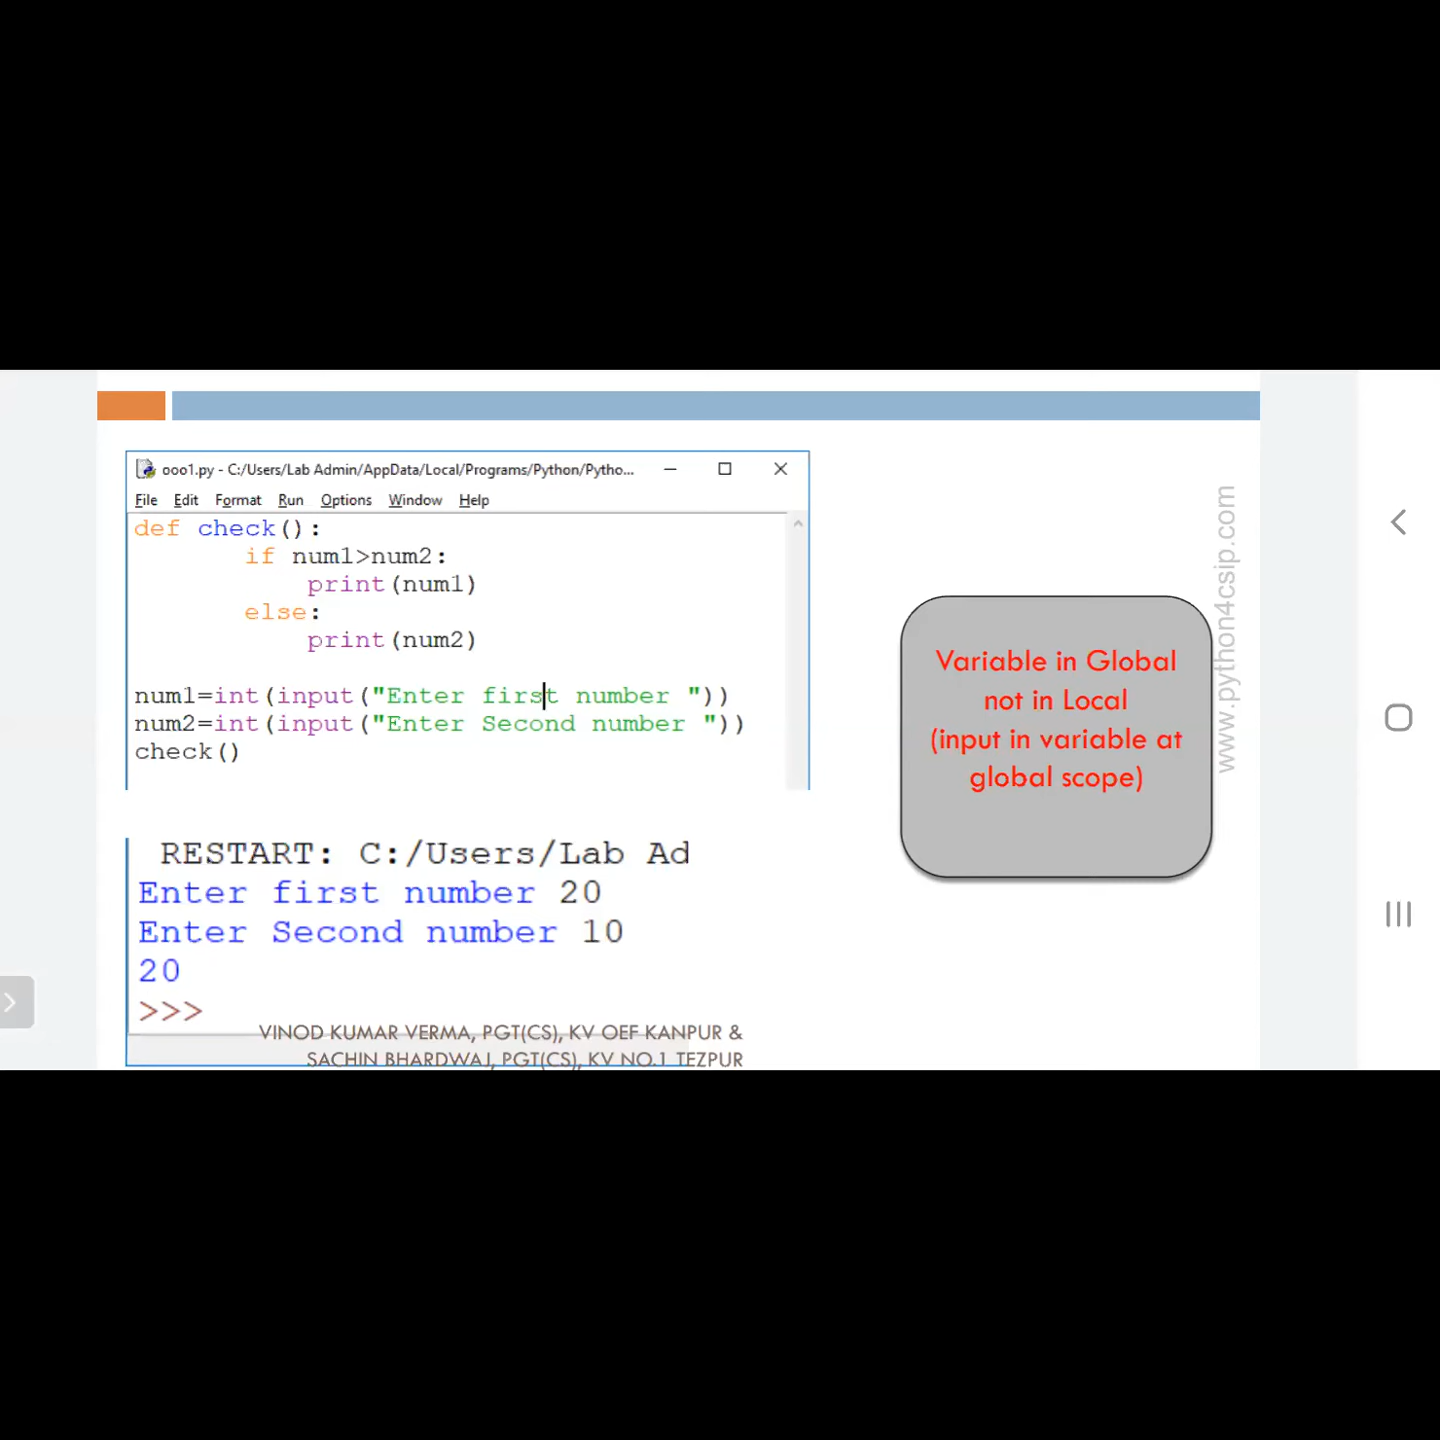 ooo1.py - C:/Users/Lab Admin/AppData/Local/Programs/Python/Pytho...
File Edit Format Run Options Window Help
def check():
if num1>num2:
print(num1)
else:
print(num2)
num1=int(input("Enter first number "))
num2=int(input("Enter Second number "))
check()
RESTART: C:/Users/Lab Ad
Enter first number 20
Enter Second number 10
20
>>>
VINOD KUMAR VERMA, PGT(CS), KV OEF KANPUR &
SACHIN BHARDWAJ, PGT(CS), KV NO.1 TEZPUR
Variable in Global
not in Local
(input in variable at
global scope)
www.python4csip.com